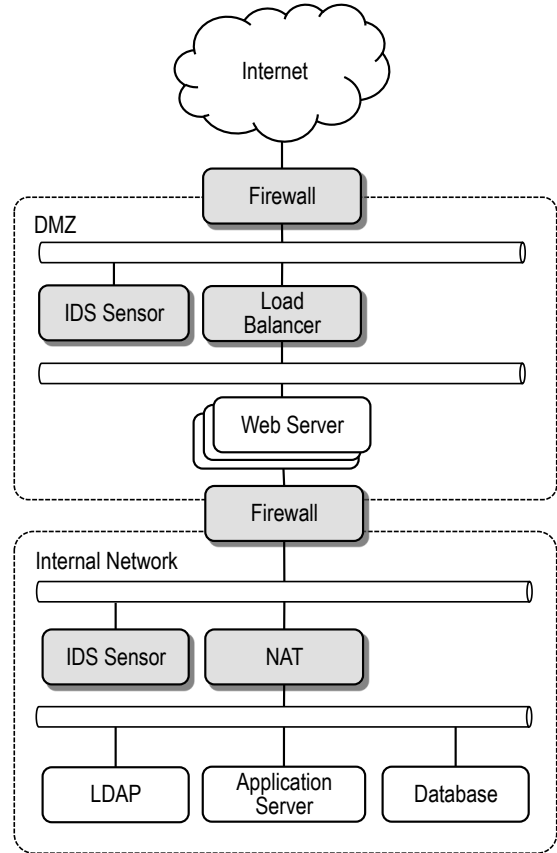 Internet
Firewall
DMZ
IDS Sensor
Load
Balancer
Web Server
Firewall
Internal Network
IDS Sensor
NAT
LDAP
Application
Server
Database